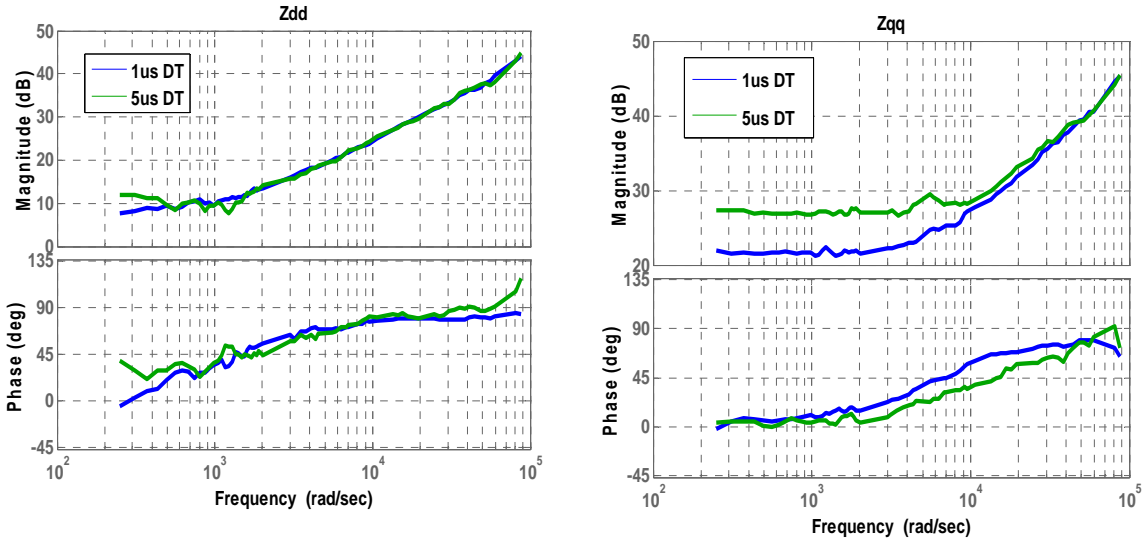 Zdd
50
40
30
20
10
0
Magnitude (dB)
1us DT
5us DT
135
90
45
0
-45
Phase (deg)
10^2
10^3
10^4
10^5
Frequency (rad/sec)
Zqq
50
40
30
20
Magnitude (dB)
1us DT
5us DT
135
90
45
0
-45
Phase (deg)
10^2
10^3
10^4
10^5
Frequency (rad/sec)